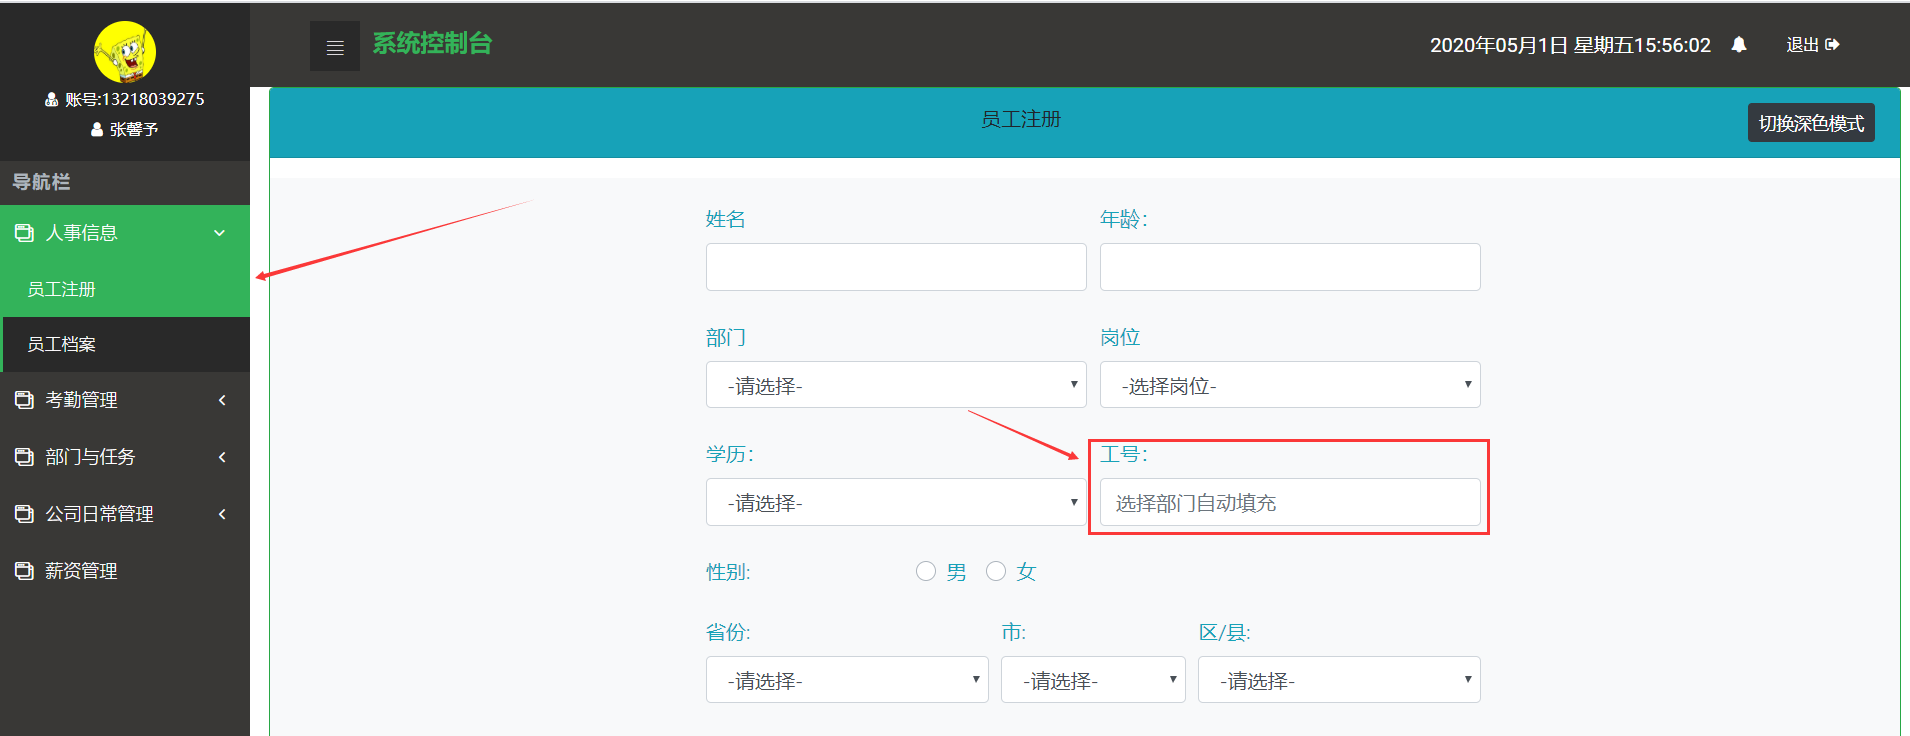 账号:13218039275
张馨予
导航栏
人事信息
员工注册
员工档案
考勤管理
部门与任务
公司日常管理
薪资管理
系统控制台
2020年05月1日 星期五15:56:02
退出
员工注册
切换深色模式
姓名
年龄：
部门
岗位
-请选择-
-选择岗位-
学历：
工号：
-请选择-
选择部门自动填充
性别:
男
女
省份:
市:
区/县:
-请选择-
-请选择-
-请选择-